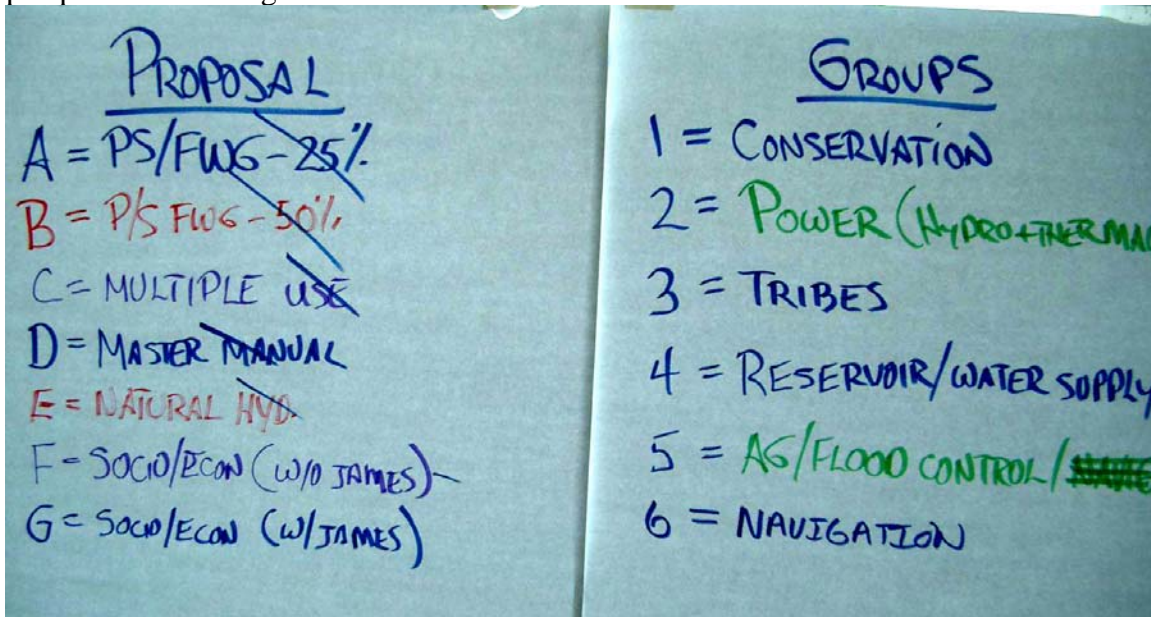 PROPOSAL
A = PS/FWG-25%
B = P/S FWG-50%
C = MULTIPLE USE
D = MASTER MANUAL
E = NATURAL HYD.
F = SOCIO/ECON (W/O JAMES)
G = SOCIO/ECON (W/JAMES)
GROUPS
1 = CONSERVATION
2 = POWER (HYDRO+THERMAL
3 = TRIBES
4 = RESERVOIR/WATER SUPPLY
5 = AG/FLOOD CONTROL/
6 = NAVIGATION